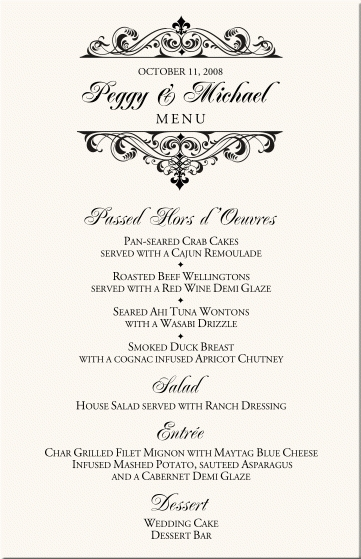 OCTOBER 11, 2008
Peggy & Michael
MENU
Passed Hors d'Oeuvres
PAN-SEARED CRAB CAKES
SERVED WITH A CAJUN REMOULADE
ROASTED BEEF WELLINGTONS
SERVED WITH A RED WINE DEMI GLAZE
SEARED AHI TUNA WONTONS
WITH A WASABI DRIZZLE
SMOKED DUCK BREAST
WITH A COGNAC INFUSED APRICOT CHUTNEY
Salad
HOUSE SALAD SERVED WITH RANCH DRESSING
Entrée
CHAR GRILLED FILET MIGNON WITH MAYTAG BLUE CHEESE
INFUSED MASHED POTATO, SAUTEED ASPARAGUS
AND A CABERNET DEMI GLAZE
Dessert
WEDDING CAKE
DESSERT BAR